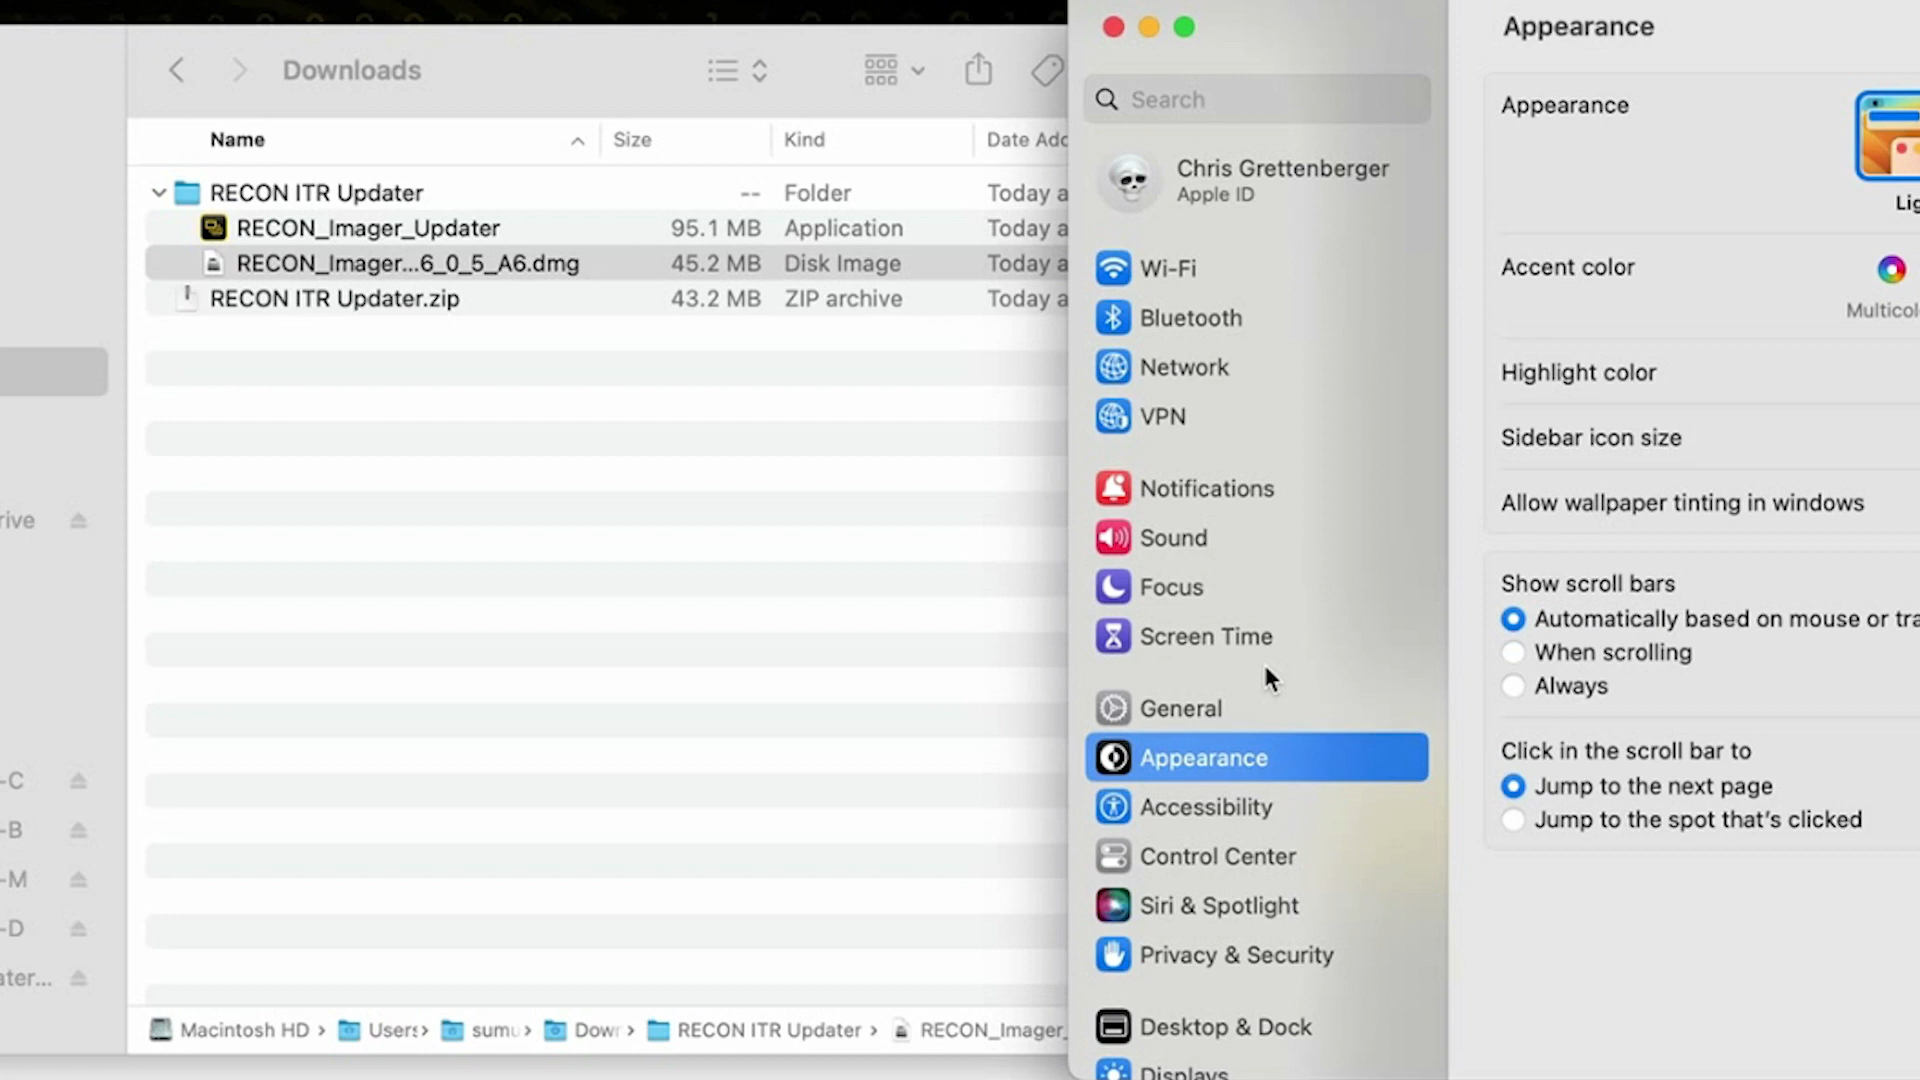 Downloads
Name
Size
Kind
Date Adc
RECON ITR Updater
--
Folder
Today a
RECON_Imager_Updater
95.1 MB
Application
Today a
RECON_Imager...6_0_5_A6.dmg
45.2 MB
Disk Image
Today a
RECON ITR Updater.zip
43.2 MB
ZIP archive
Today a
rive
-C
-B
-M
-D
ater...
Macintosh HD
Users
sumu
Dowr
RECON ITR Updater
RECON_Imager_
Search
Chris Grettenberger
Apple ID
Wi-Fi
Bluetooth
Network
VPN
Notifications
Sound
Focus
Screen Time
General
Appearance
Accessibility
Control Center
Siri & Spotlight
Privacy & Security
Desktop & Dock
Displays
Appearance
Appearance
Lig
Accent color
Multicol
Highlight color
Sidebar icon size
Allow wallpaper tinting in windows
Show scroll bars
Automatically based on mouse or tra
When scrolling
Always
Click in the scroll bar to
Jump to the next page
Jump to the spot that's clicked